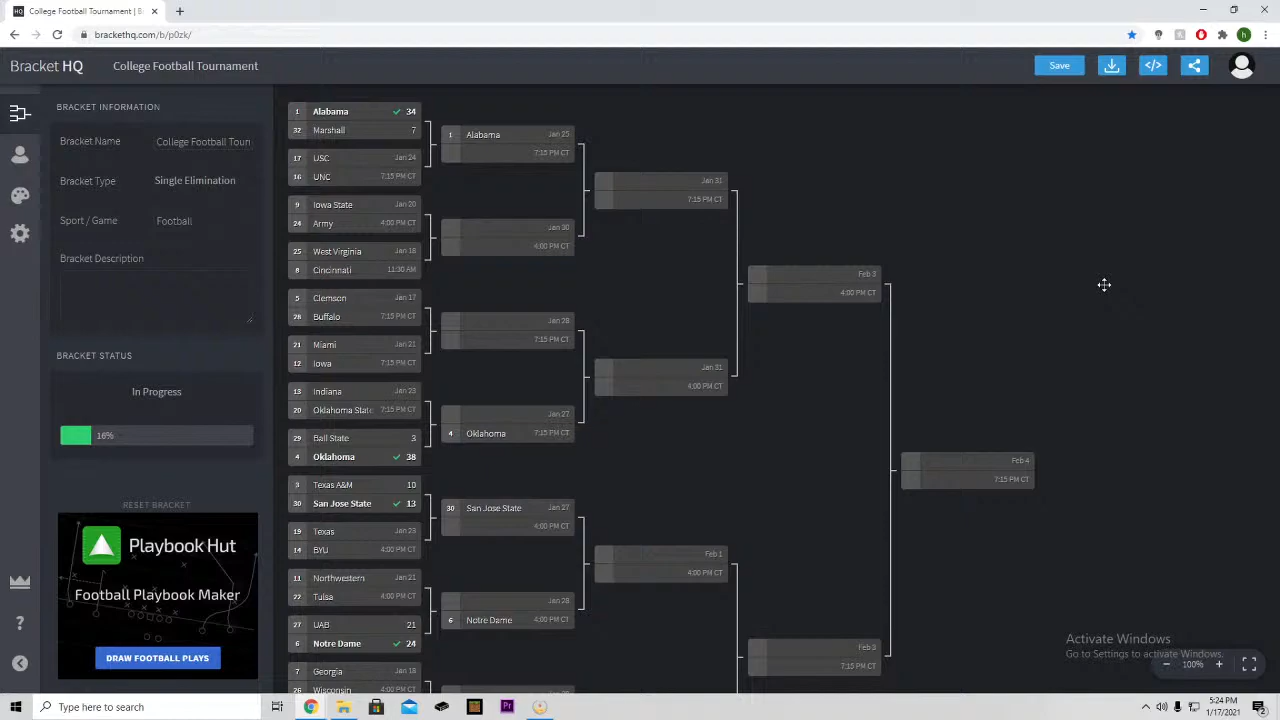 College Football Tournament | B
brackethq.com/b/p0zk/
Bracket HQ
College Football Tournament
Save
BRACKET INFORMATION
Bracket Name College Football Tourn
Bracket Type Single Elimination
Sport / Game Football
Bracket Description
BRACKET STATUS
In Progress
16%
RESET BRACKET
Playbook Hut
Football Playbook Maker
DRAW FOOTBALL PLAYS
1 Alabama 34
32 Marshall 7
17 USC Jan 24
16 UNC 7:15 PM CT
9 Iowa State Jan 20
24 Army 4:00 PM CT
25 West Virginia Jan 18
8 Cincinnati 11:30 AM
5 Clemson Jan 17
28 Buffalo 7:15 PM CT
21 Miami Jan 21
12 Iowa 7:15 PM CT
13 Indiana Jan 23
20 Oklahoma State 7:15 PM CT
29 Ball State 3
4 Oklahoma 38
3 Texas A&M 10
30 San Jose State 13
19 Texas Jan 23
14 BYU 4:00 PM CT
11 Northwestern Jan 21
22 Tulsa 4:00 PM CT
27 UAB 21
6 Notre Dame 24
7 Georgia Jan 18
26 Wisconsin 4:00 PM CT
1 Alabama Jan 25
7:15 PM CT
Jan 30
4:00 PM CT
Jan 28
7:15 PM CT
Jan 27
4 Oklahoma 7:15 PM CT
30 San Jose State Jan 27
4:00 PM CT
Jan 28
6 Notre Dame 4:00 PM CT
Jan 31
7:15 PM CT
Jan 31
4:00 PM CT
Feb 1
4:00 PM CT
Feb 3
4:00 PM CT
Feb 3
7:15 PM CT
Feb 4
7:15 PM CT
Activate Windows
Go to Settings to activate Windows.
100%
Type here to search
5:24 PM
1/17/2021